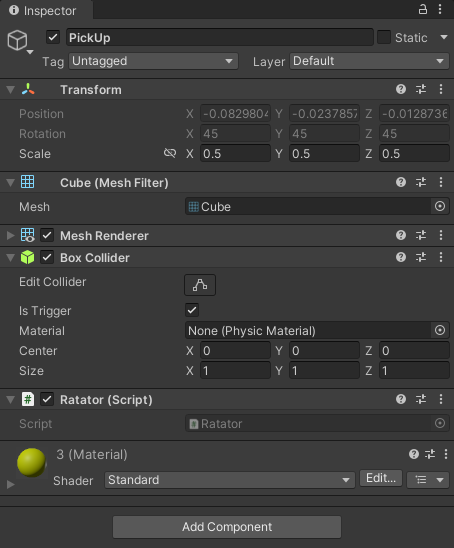 Inspector
PickUp Static
Tag Untagged Layer Default
Transform
Position X -0.0829804 Y -0.0237857 Z -0.0128736
Rotation X 45 Y 45 Z 45
Scale X 0.5 Y 0.5 Z 0.5
Cube (Mesh Filter)
Mesh Cube
Mesh Renderer
Box Collider
Edit Collider
Is Trigger
Material None (Physic Material)
Center X 0 Y 0 Z 0
Size X 1 Y 1 Z 1
Ratator (Script)
Script Ratator
3 (Material)
Shader Standard Edit...
Add Component